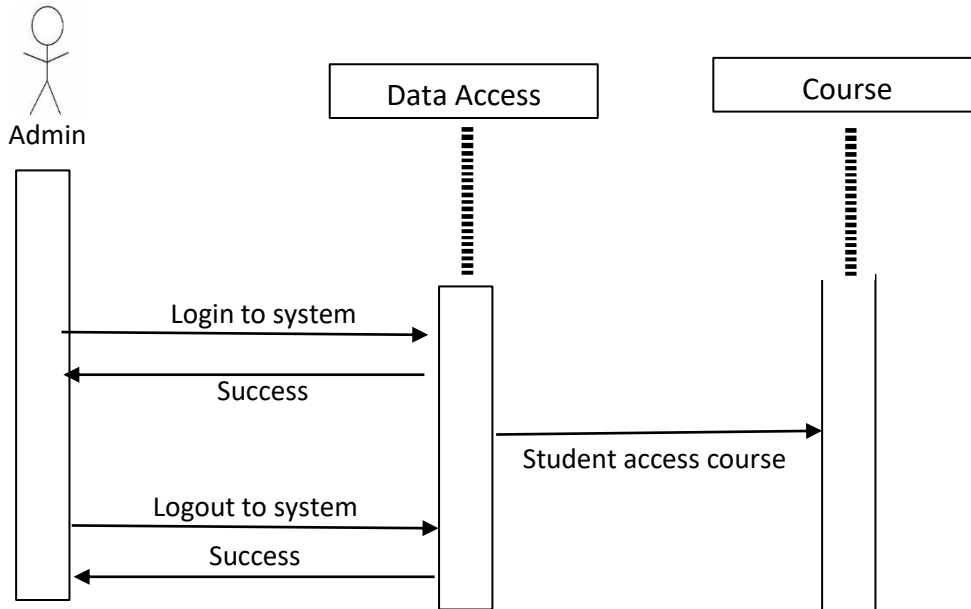 Admin
Data Access
Course
Login to system
Success
Student access course
Logout to system
Success